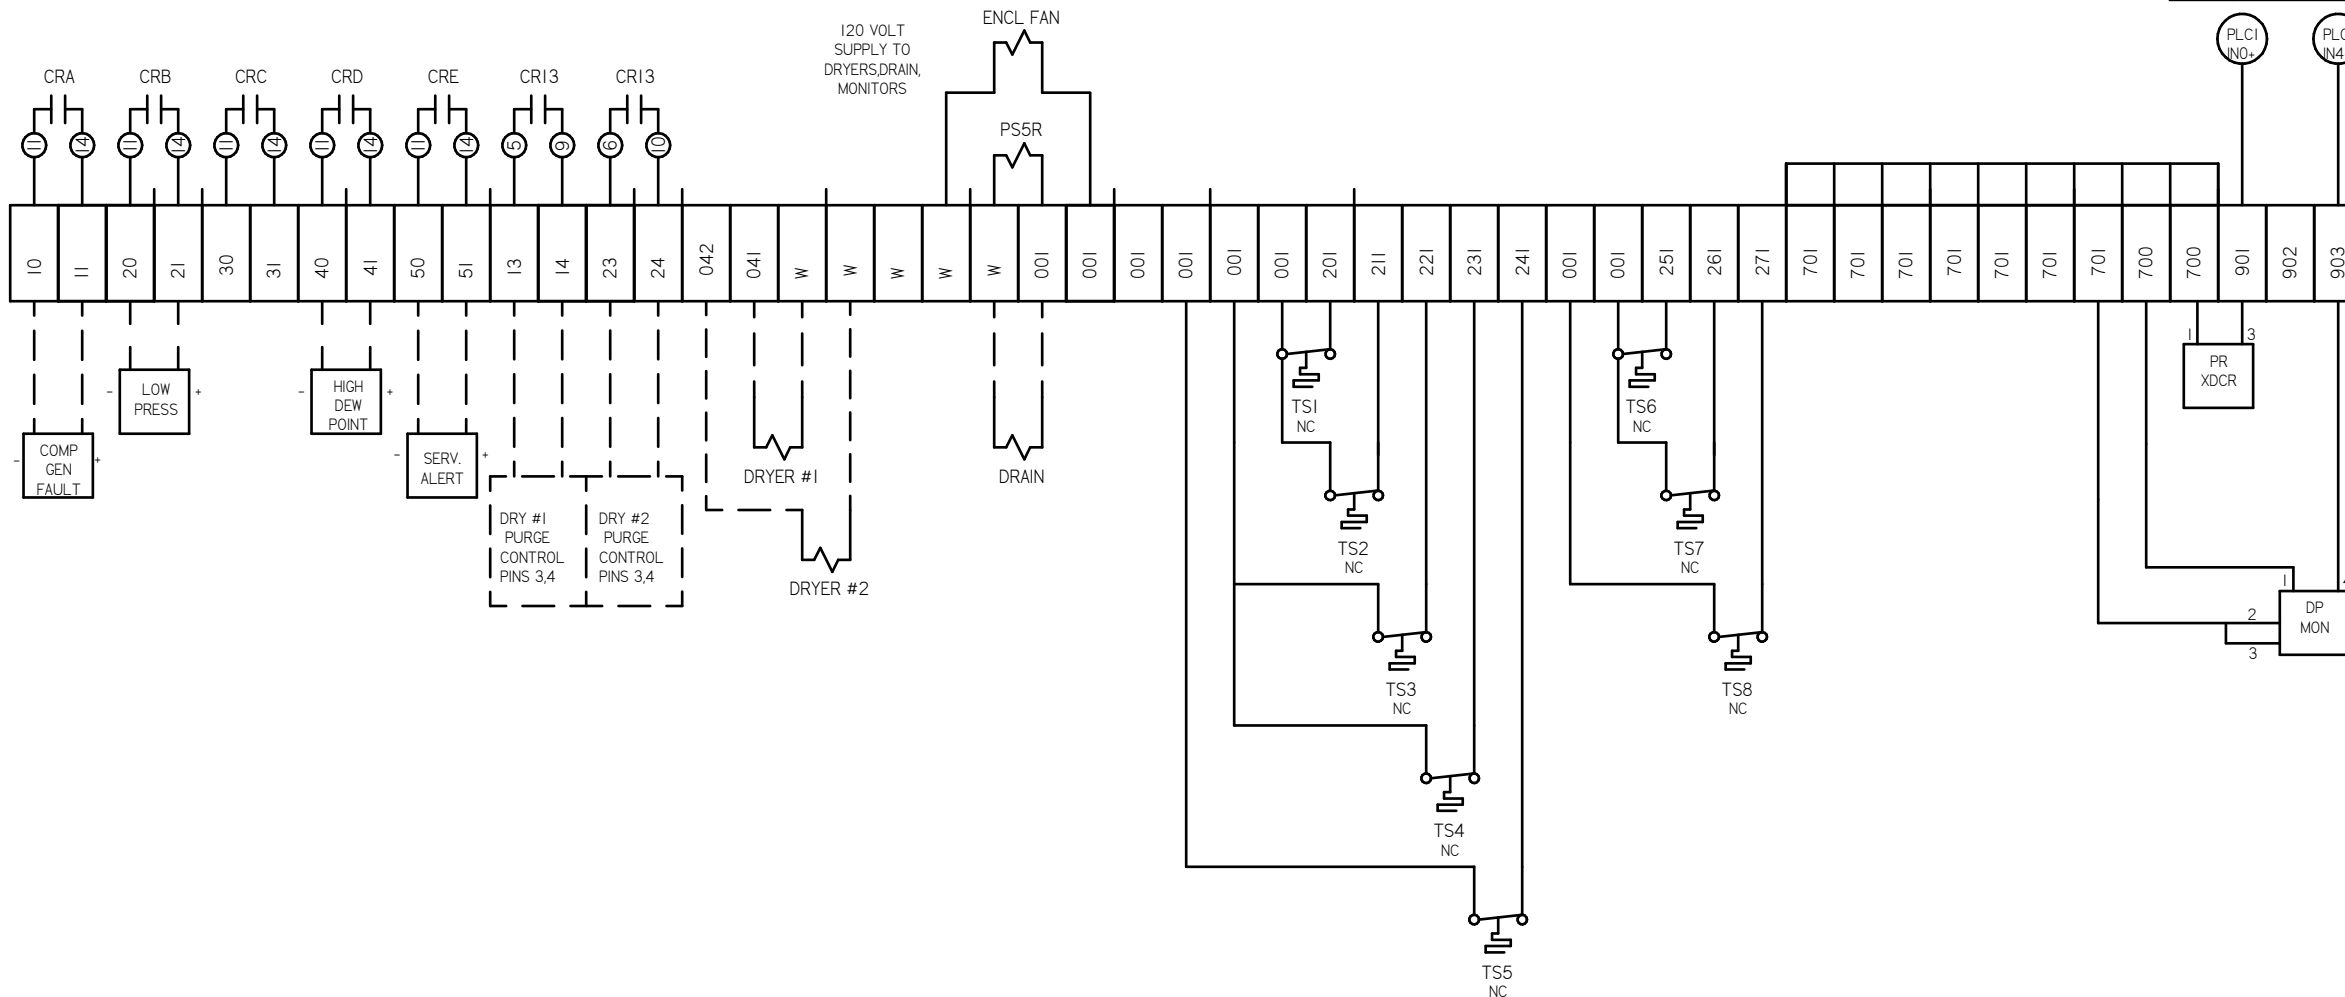 ENCL FAN
120 VOLT
SUPPLY TO
DRYERS,DRAIN,
MONITORS
PLC1
IN0+
CRA
CRB
CRC
CRD
CRE
CR13
CR13
PS5R
11
14
11
14
11
14
11
14
11
14
5
9
6
10
10
11
20
21
30
31
40
41
50
51
13
14
23
24
042
041
W
W
W
W
W
001
001
001
001
001
001
201
211
221
231
241
001
001
251
261
271
701
701
701
701
701
701
701
700
700
901
902
903
1
3
PR
XDCR
- LOW +
PRESS
- HIGH +
DEW
POINT
- COMP +
GEN
FAULT
- SERV. +
ALERT
TS1
NC
TS6
NC
DRYER #1
DRAIN
DRY #1
PURGE
CONTROL
PINS 3,4
DRY #2
PURGE
CONTROL
PINS 3,4
TS2
NC
TS7
NC
DRYER #2
1
2
3
DP
MON
TS3
NC
TS8
NC
TS4
NC
TS5
NC